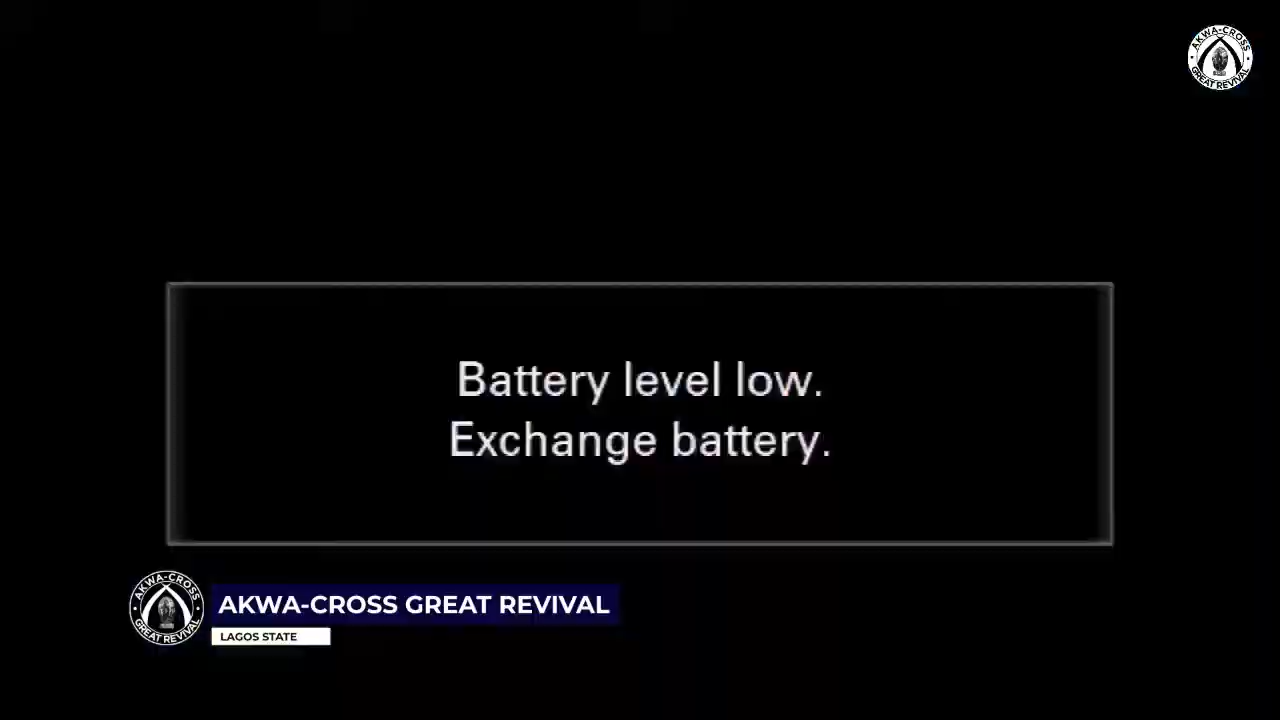 AKWA-CROSS
GREAT REVIVAL
Battery level low.
Exchange battery.
AKWA-CROSS
GREAT REVIVAL
AKWA-CROSS GREAT REVIVAL
LAGOS STATE